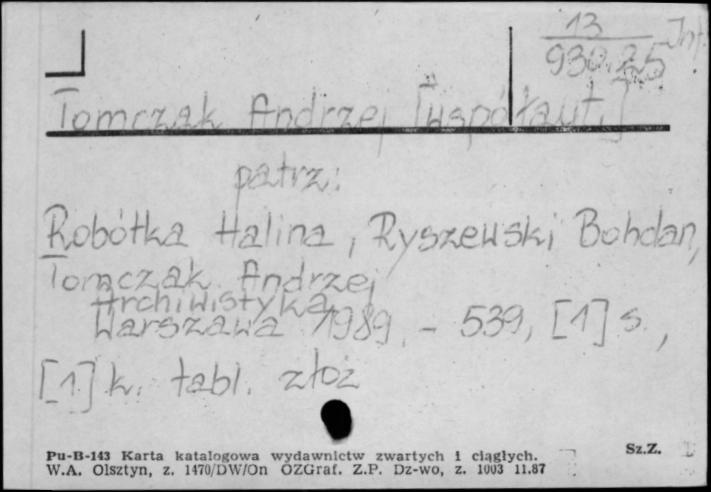 13 Inf.
930.25
Tomczak Andrzej [współaut.]
patrz:
Robótka Halina, Ryszewski Bohdan,
Tomczak Andrzej
Archiwistyka
Warszawa 1989. - 539, [1] s.,
[1] k. tabl. złoż
Pu-B-143 Karta katalogowa wydawnictw zwartych i ciągłych. Sz.Z.
W.A. Olsztyn, z. 1470/DW/On OZGraf. Z.P. Dz-wo, z. 1003 11.87